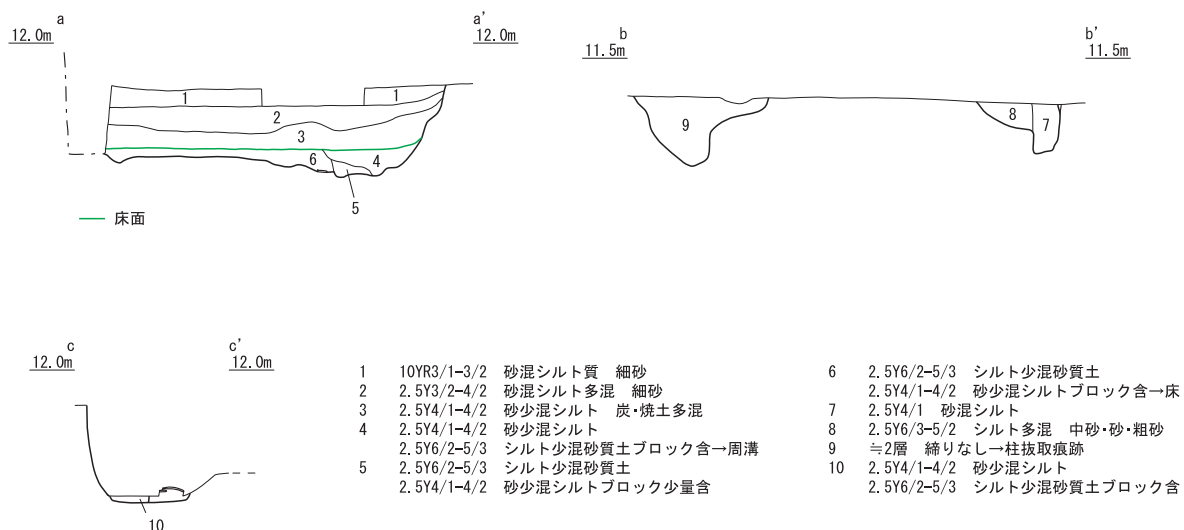 a
12.0m
a'
12.0m
b
11.5m
b'
11.5m
1
1
2
3
6
4
5
9
8
7
床面
c
12.0m
c'
12.0m
10
1 10YR3/1-3/2 砂混シルト質 細砂
2 2.5Y3/2-4/2 砂混シルト多混 細砂
3 2.5Y4/1-4/2 砂少混シルト 炭・焼土多混
4 2.5Y4/1-4/2 砂少混シルト
2.5Y6/2-5/3 シルト少混砂質土ブロック含→周溝
5 2.5Y6/2-5/3 シルト少混砂質土
2.5Y4/1-4/2 砂少混シルトブロック少量含
6 2.5Y6/2-5/3 シルト少混砂質土
2.5Y4/1-4/2 砂少混シルトブロック含→床
7 2.5Y4/1 砂混シルト
8 2.5Y6/3-5/2 シルト多混 中砂・砂・粗砂
9 ≒2層 締りなし→柱抜取痕跡
10 2.5Y4/1-4/2 砂少混シルト
2.5Y6/2-5/3 シルト少混砂質土ブロック含